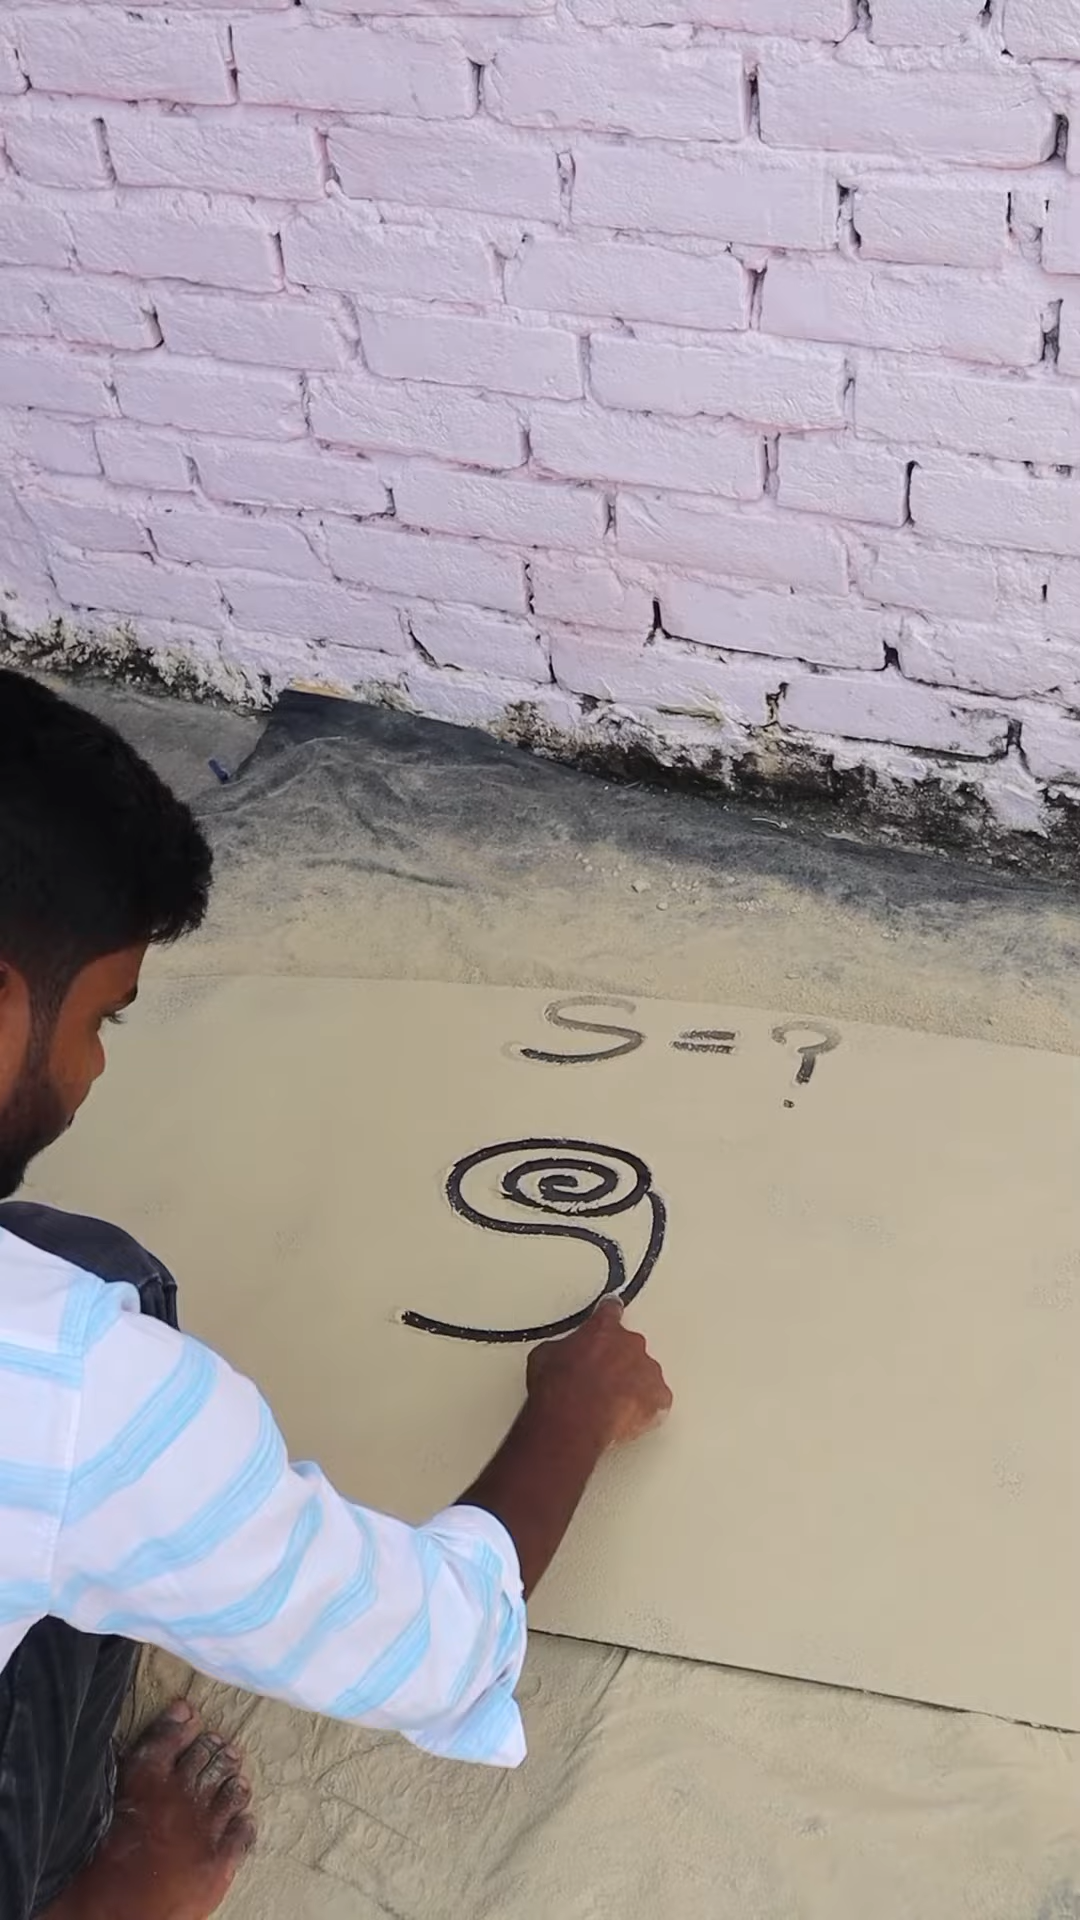 S = ?